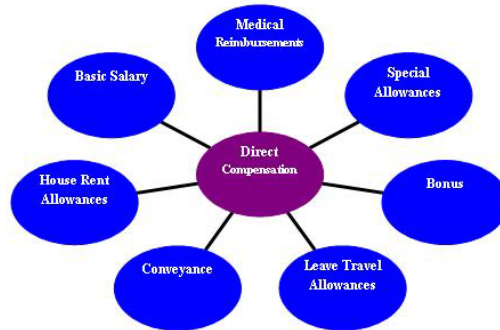 Medical
Reimbursements
Basic Salary
Special
Allowances
Direct
Compensation
House Rent
Allowances
Bonus
Conveyance
Leave Travel
Allowances